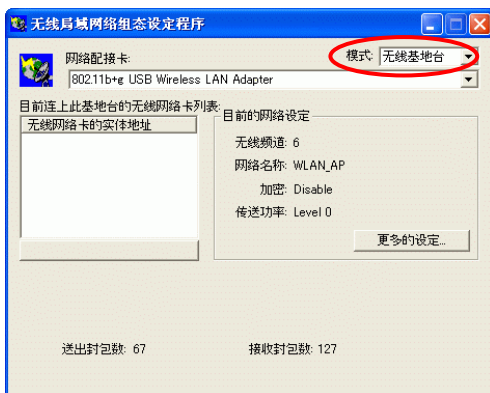 无线局域网络组态设定程序
网络配接卡:
模式: 无线基地台
802.11b+g USB Wireless LAN Adapter
目前连上此基地台的无线网络卡列表:
无线网络卡的实体地址
目前的网络设定
无线频道: 6
网络名称: WLAN_AP
加密: Disable
传送功率: Level 0
更多的设定...
送出封包数: 67
接收封包数: 127